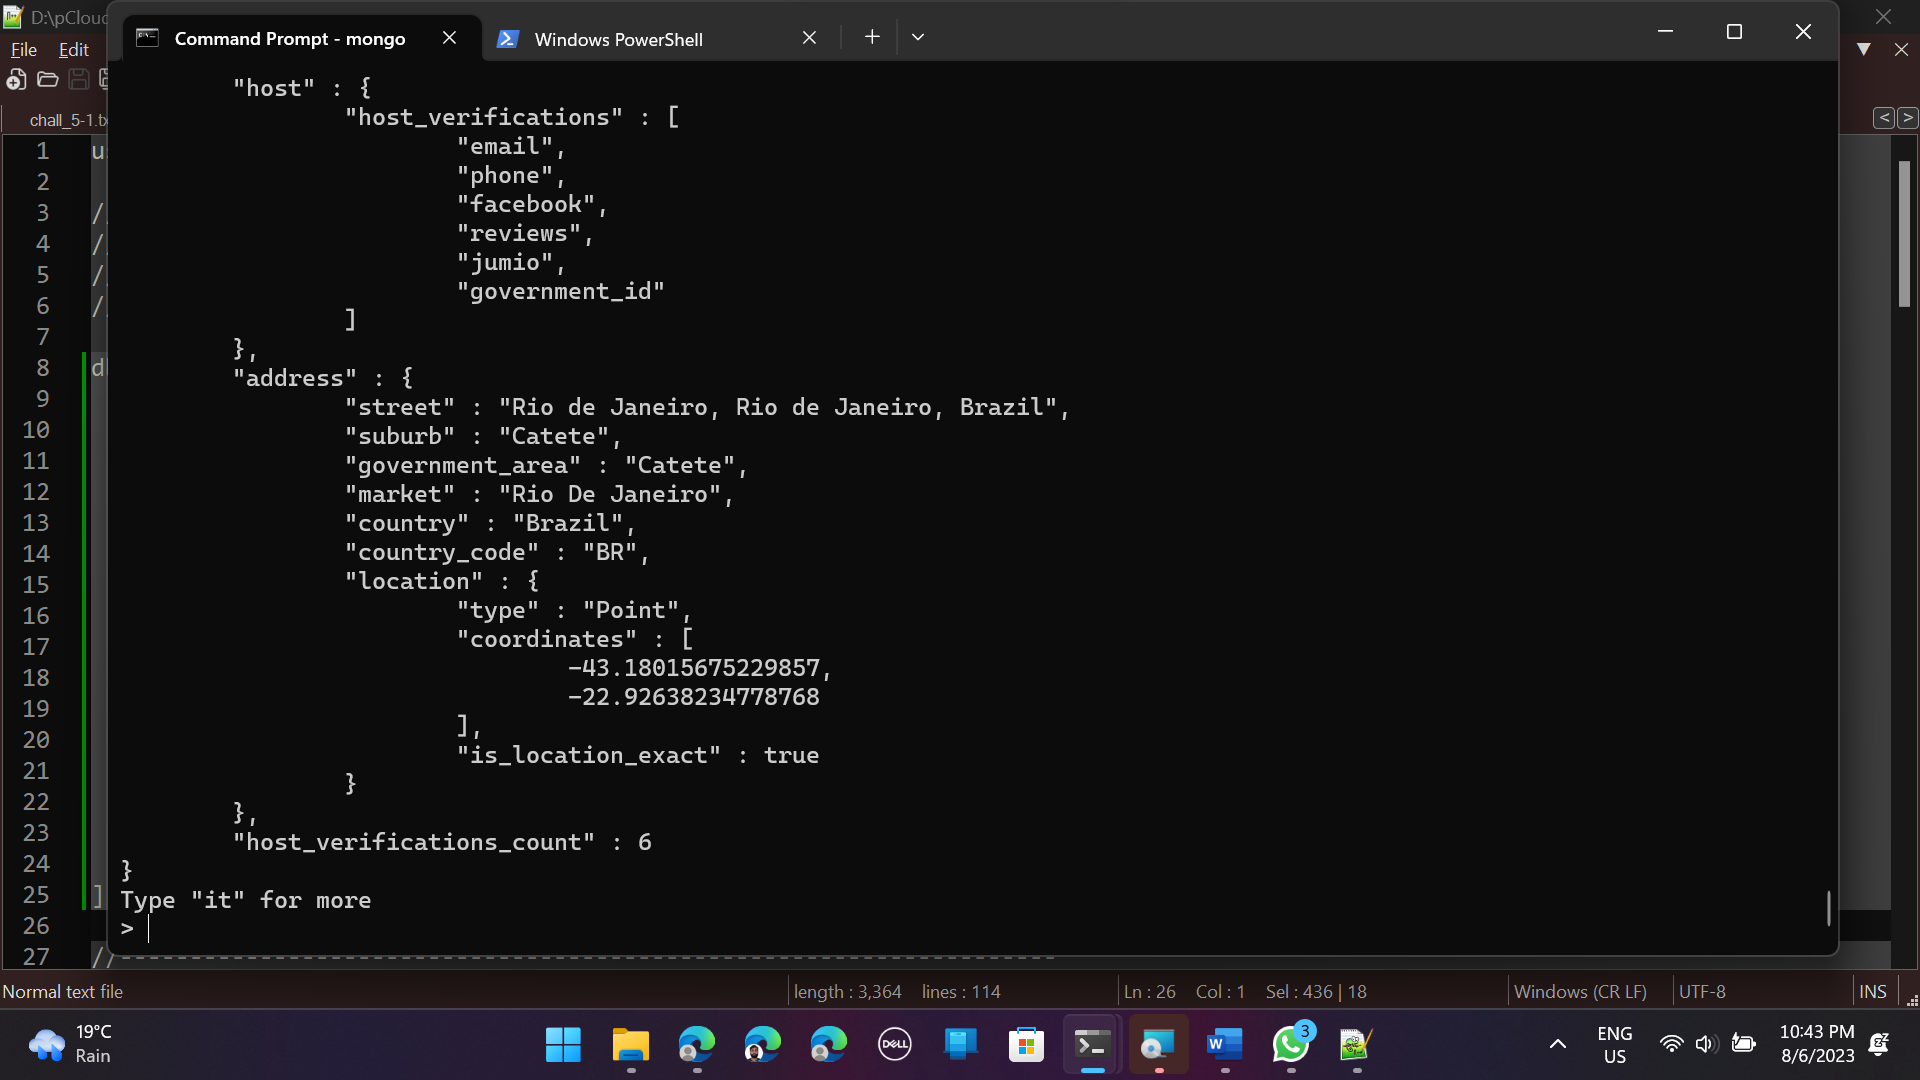 D:\pClou
Command Prompt - mongo
Windows PowerShell
File Edit
chall_5-1.
"host" : {
"host_verifications" : [
"email",
"phone",
"facebook",
"reviews",
"jumio",
"government_id"
]
},
"address" : {
"street" : "Rio de Janeiro, Rio de Janeiro, Brazil",
"suburb" : "Catete",
"government_area" : "Catete",
"market" : "Rio De Janeiro",
"country" : "Brazil",
"country_code" : "BR",
"location" : {
"type" : "Point",
"coordinates" : [
-43.18015675229857,
-22.92638234778768
],
"is_location_exact" : true
}
},
"host_verifications_count" : 6
}
Type "it" for more
>
1 u
2
3 /
4 /
5 /
6 /
7
8 d
9
10
11
12
13
14
15
16
17
18
19
20
21
22
23
24
25 ]
26
27 //-------------------------------------------------------------------
Normal text file
length : 3,364 lines : 114
Ln : 26 Col : 1 Sel : 436 | 18
Windows (CR LF)
UTF-8
INS
19°C
Rain
DELL
W
3
ENG
US
10:43 PM
8/6/2023